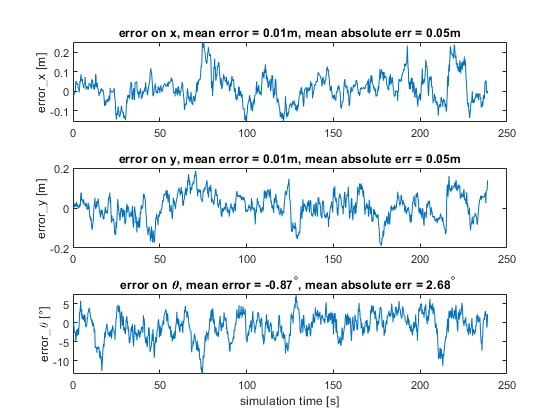 error on x, mean error = 0.01m, mean absolute err = 0.05m
error_x [m]
0.2
0.1
0
-0.1
0 50 100 150 200 250
error on y, mean error = 0.01m, mean absolute err = 0.05m
error_y [m]
0.2
0
-0.2
0 50 100 150 200 250
error on θ, mean error = -0.87°, mean absolute err = 2.68°
error_θ [°]
5
0
-5
-10
0 50 100 150 200 250
simulation time [s]